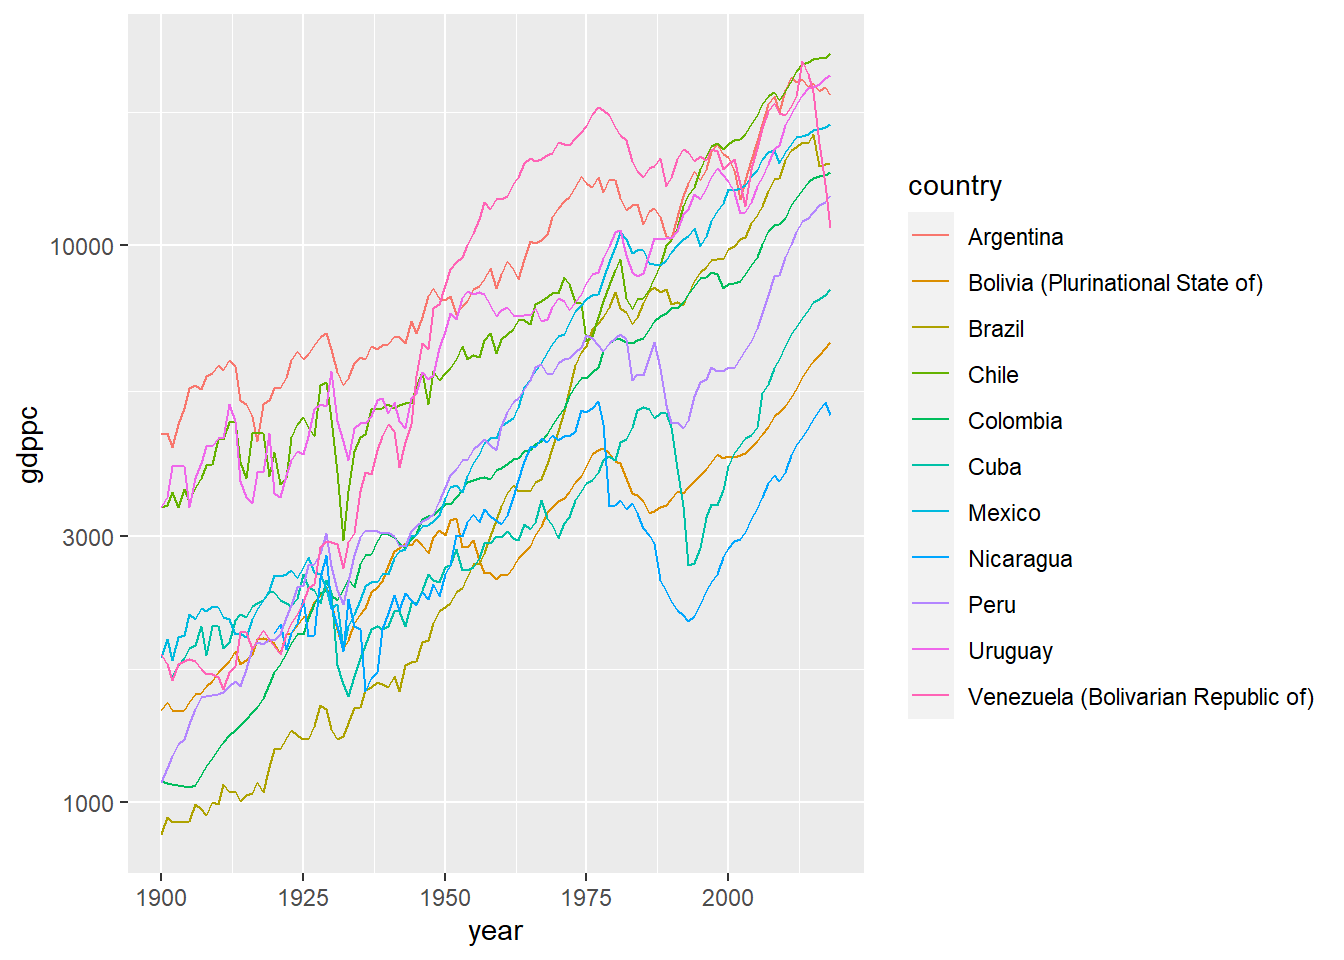 gdppc
10000
3000
1000
1900 1925 1950 1975 2000
year
country
Argentina
Bolivia (Plurinational State of)
Brazil
Chile
Colombia
Cuba
Mexico
Nicaragua
Peru
Uruguay
Venezuela (Bolivarian Republic of)